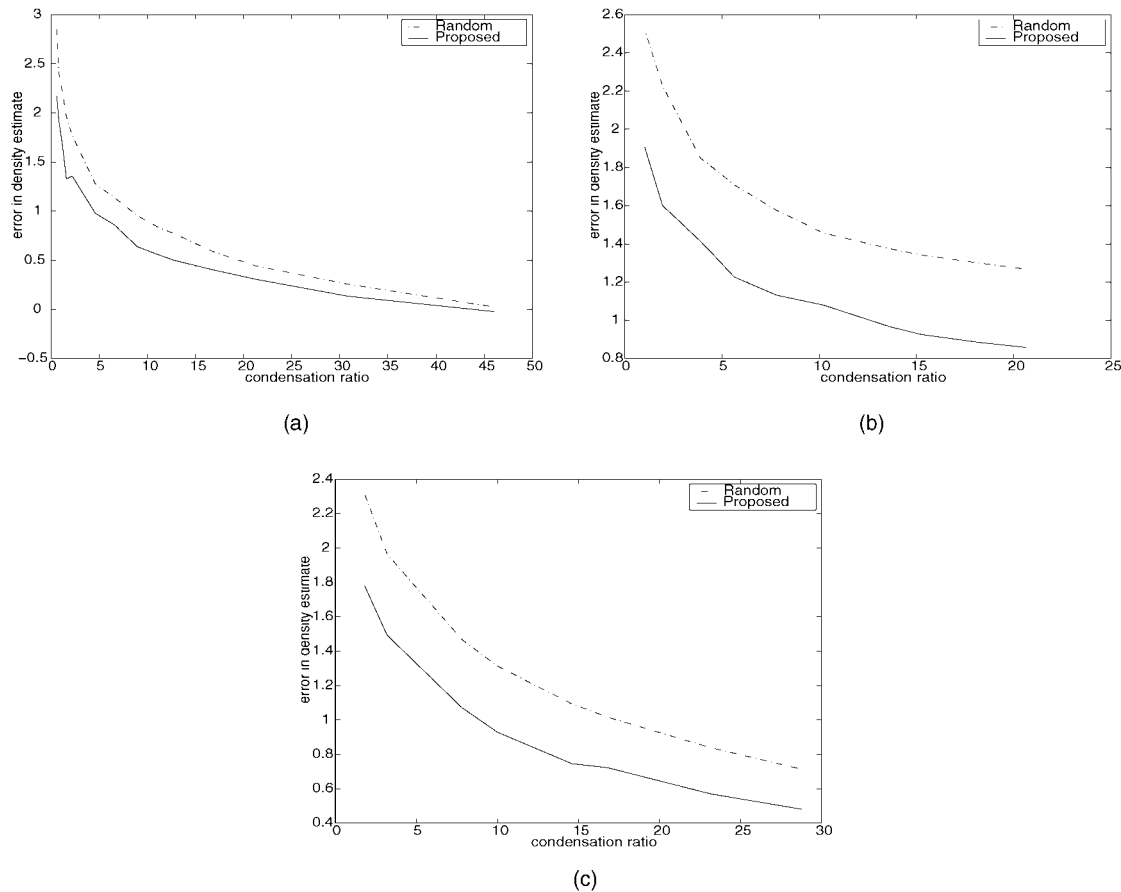 3
2.5
2
1.5
1
0.5
0
−0.5
error in density estimate
Random
Proposed
0 5 10 15 20 25 30 35 40 45 50
condensation ratio
(a)
2.6
2.4
2.2
2
1.8
1.6
1.4
1.2
1
0.8
error in density estimate
Random
Proposed
0 5 10 15 20 25
condensation ratio
(b)
2.4
2.2
2
1.8
1.6
1.4
1.2
1
0.8
0.6
0.4
error in density estimate
Random
Proposed
0 5 10 15 20 25 30
condensation ratio
(c)